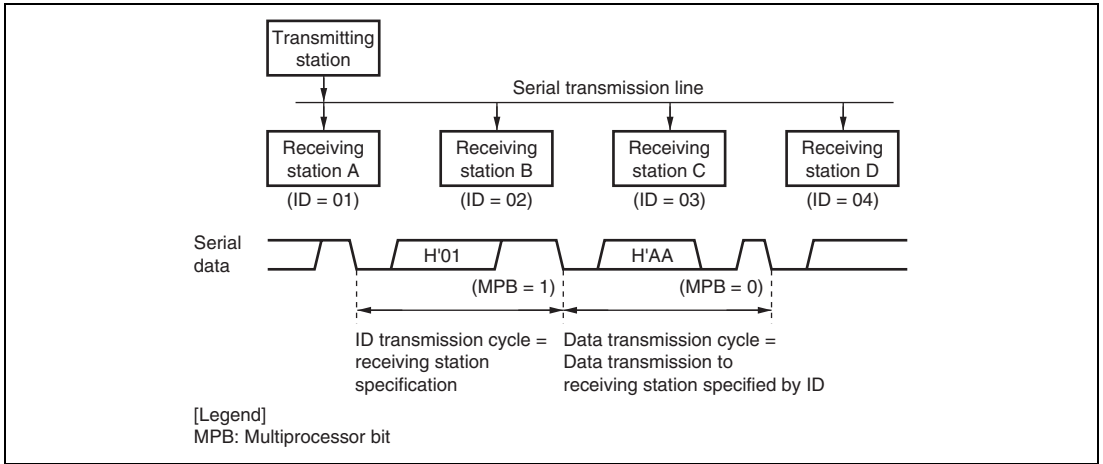 Transmitting
station
Serial transmission line
Receiving
station A
(ID = 01)
Receiving
station B
(ID = 02)
Receiving
station C
(ID = 03)
Receiving
station D
(ID = 04)
Serial
data
H'01
H'AA
(MPB = 1)
(MPB = 0)
ID transmission cycle =
receiving station
specification
Data transmission cycle =
Data transmission to
receiving station specified by ID
[Legend]
MPB: Multiprocessor bit